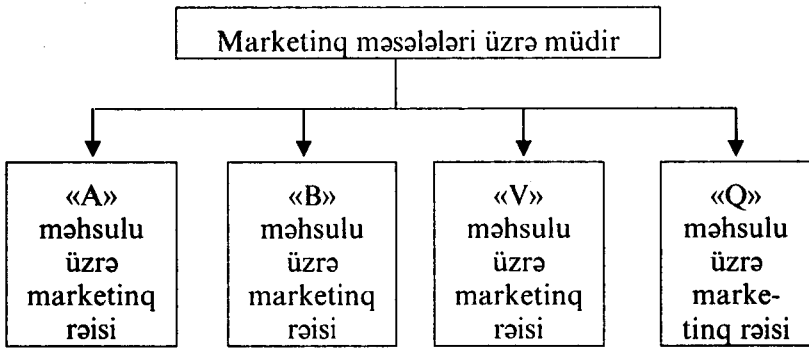 Marketinq məsələləri üzrə müdir
«A»
məhsulu
üzrə
marketinq
rəisi
«B»
məhsulu
üzrə
marketinq
rəisi
«V»
məhsulu
üzrə
marketinq
rəisi
«Q»
məhsulu
üzrə
marke-
tinq rəisi